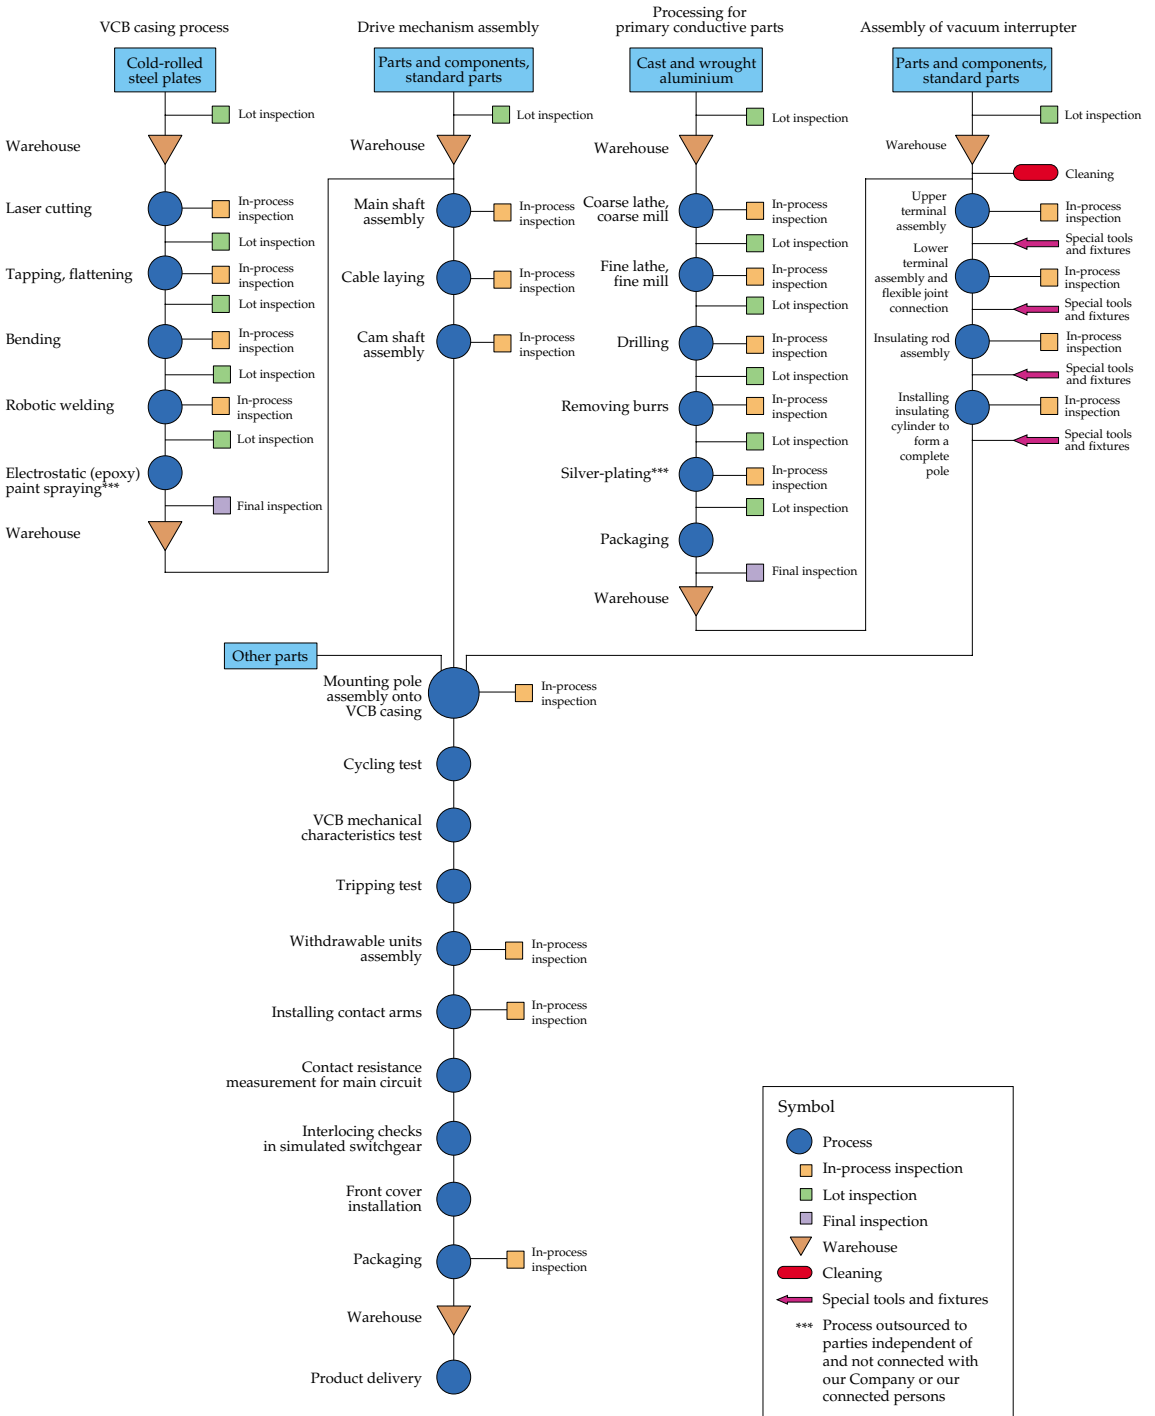 VCB casing process
Cold-rolled
steel plates
Lot inspection
Warehouse
Laser cutting
In-process
inspection
Lot inspection
Tapping, flattening
In-process
inspection
Lot inspection
Bending
In-process
inspection
Lot inspection
Robotic welding
In-process
inspection
Lot inspection
Electrostatic (epoxy)
paint spraying***
Final inspection
Warehouse
Drive mechanism assembly
Parts and components,
standard parts
Lot inspection
Warehouse
Main shaft
assembly
In-process
inspection
Cable laying
In-process
inspection
Cam shaft
assembly
In-process
inspection
Processing for
primary conductive parts
Cast and wrought
aluminium
Lot inspection
Warehouse
Coarse lathe,
coarse mill
In-process
inspection
Lot inspection
Fine lathe,
fine mill
In-process
inspection
Lot inspection
Drilling
In-process
inspection
Lot inspection
Removing burrs
In-process
inspection
Lot inspection
Silver-plating***
In-process
inspection
Lot inspection
Packaging
Final inspection
Warehouse
Assembly of vacuum interrupter
Parts and components,
standard parts
Lot inspection
Warehouse
Cleaning
Upper
terminal
assembly
In-process
inspection
Special tools
and fixtures
Lower
terminal
assembly and
flexible joint
connection
In-process
inspection
Special tools
and fixtures
Insulating rod
assembly
In-process
inspection
Special tools
and fixtures
Installing
insulating
cylinder to
form a
complete
pole
In-process
inspection
Special tools
and fixtures
Other parts
Mounting pole
assembly onto
VCB casing
In-process
inspection
Cycling test
VCB mechanical
characteristics test
Tripping test
Withdrawable units
assembly
In-process
inspection
Installing contact arms
In-process
inspection
Contact resistance
measurement for main circuit
Interlocing checks
in simulated switchgear
Front cover
installation
Packaging
In-process
inspection
Warehouse
Product delivery
Symbol
Process
In-process inspection
Lot inspection
Final inspection
Warehouse
Cleaning
Special tools and fixtures
*** Process outsourced to
parties independent of
and not connected with
our Company or our
connected persons